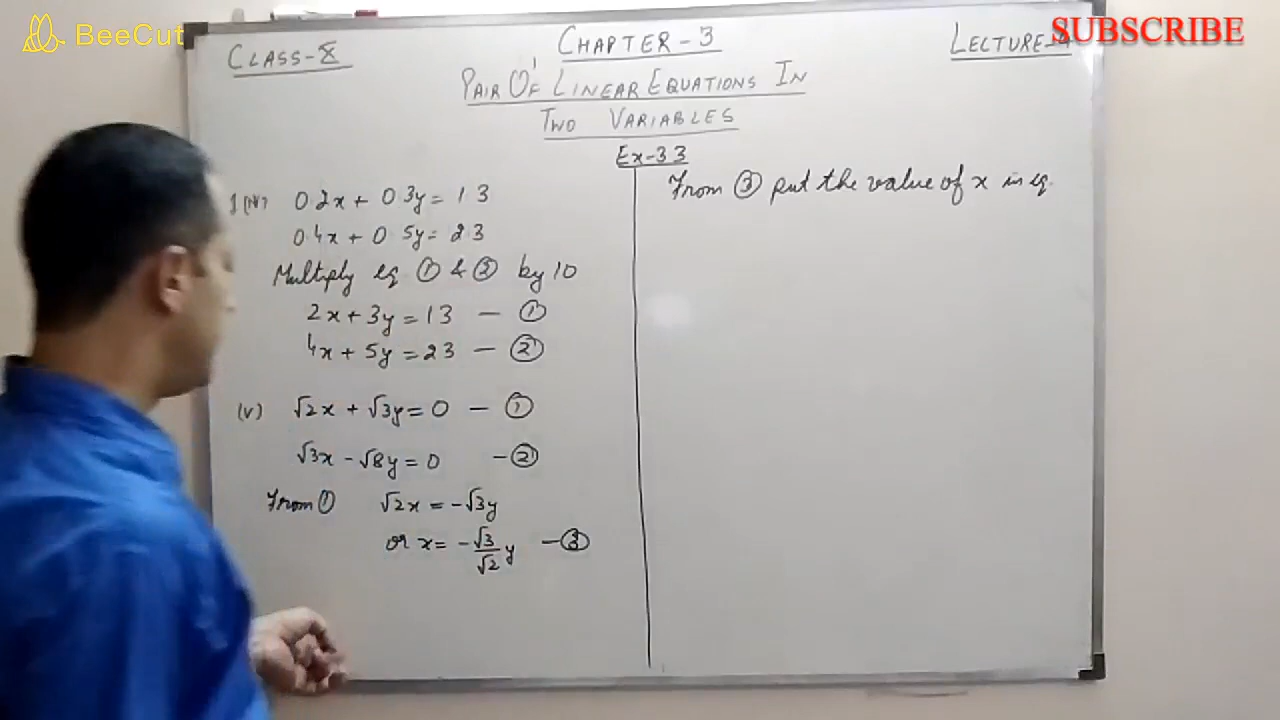 BeeCut
SUBSCRIBE
CLASS-X
CHAPTER-3
LECTURE-
PAIR OF LINEAR EQUATIONS IN
TWO VARIABLES
Ex-3.3
0.2x + 0.3y = 1.3
0.4x + 0.5y = 2.3
Multiply eq ① & ② by 10
2x + 3y = 13 — ①
4x + 5y = 23 — ②
(v) √2x + √3y = 0 — ①
√3x - √8y = 0 — ②
From ① √2x = -√3y
or x = -√3/√2 y — ③
From ③ put the value of x in eq.